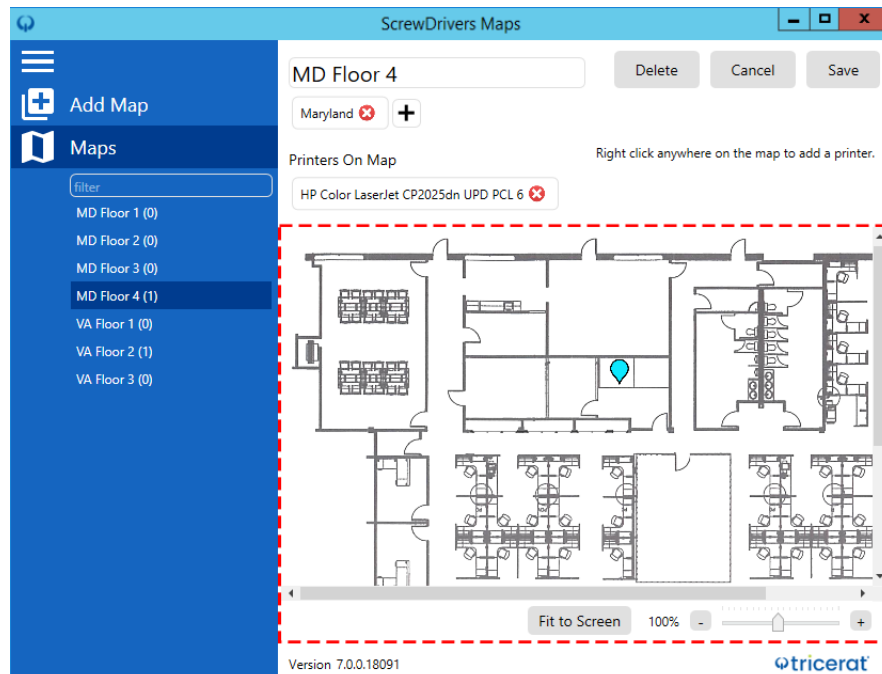 ScrewDrivers Maps
Add Map
Maps
filter
MD Floor 1 (0)
MD Floor 2 (0)
MD Floor 3 (0)
MD Floor 4 (1)
VA Floor 1 (0)
VA Floor 2 (1)
VA Floor 3 (0)
MD Floor 4
Delete
Cancel
Save
Maryland
Printers On Map
Right click anywhere on the map to add a printer.
HP Color LaserJet CP2025dn UPD PCL 6
Fit to Screen
100%
-
+
Version 7.0.0.18091
tricerat